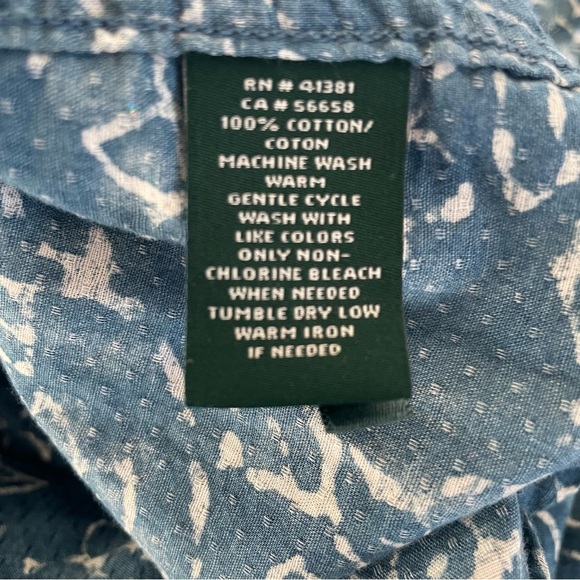 RN # 41381
CA # 56658
100% COTTON/
COTON
MACHINE WASH
WARM
GENTLE CYCLE
WASH WITH
LIKE COLORS
ONLY NON-
CHLORINE BLEACH
WHEN NEEDED
TUMBLE DRY LOW
WARM IRON
IF NEEDED